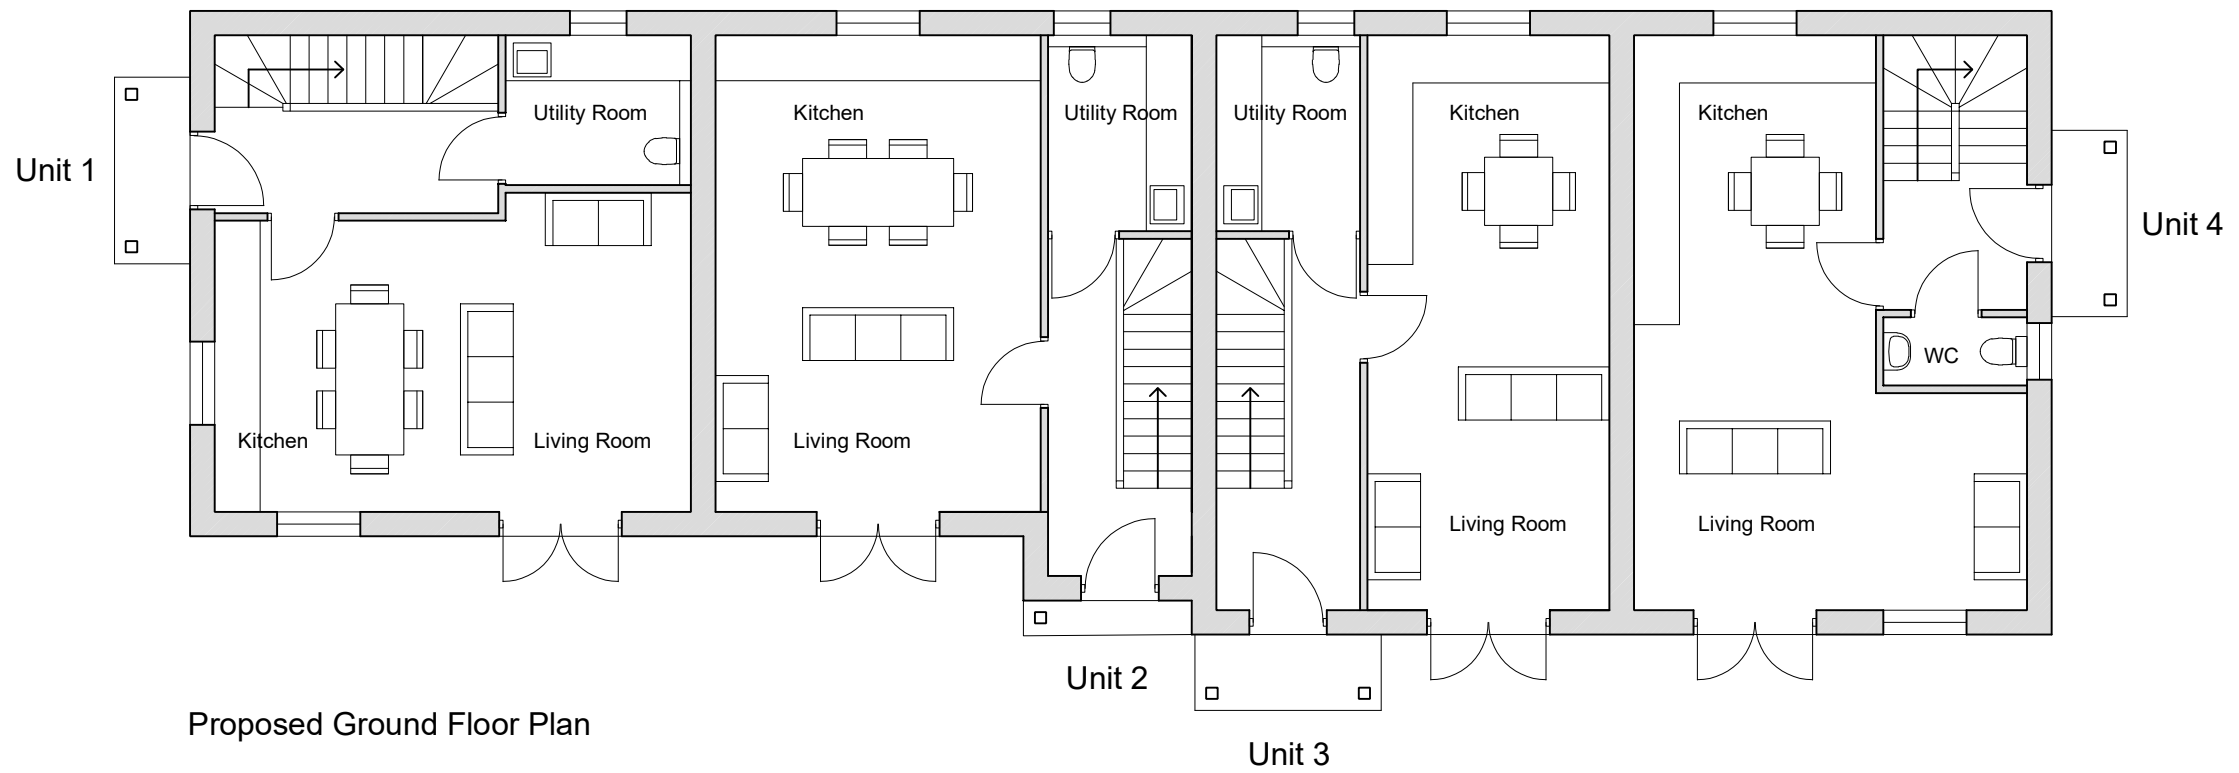 Utility Room
Kitchen
Utility Room
Utility Room
Kitchen
Kitchen
Unit 1
Unit 4
WC
Kitchen
Living Room
Living Room
Living Room
Living Room
Unit 2
Proposed Ground Floor Plan
Unit 3